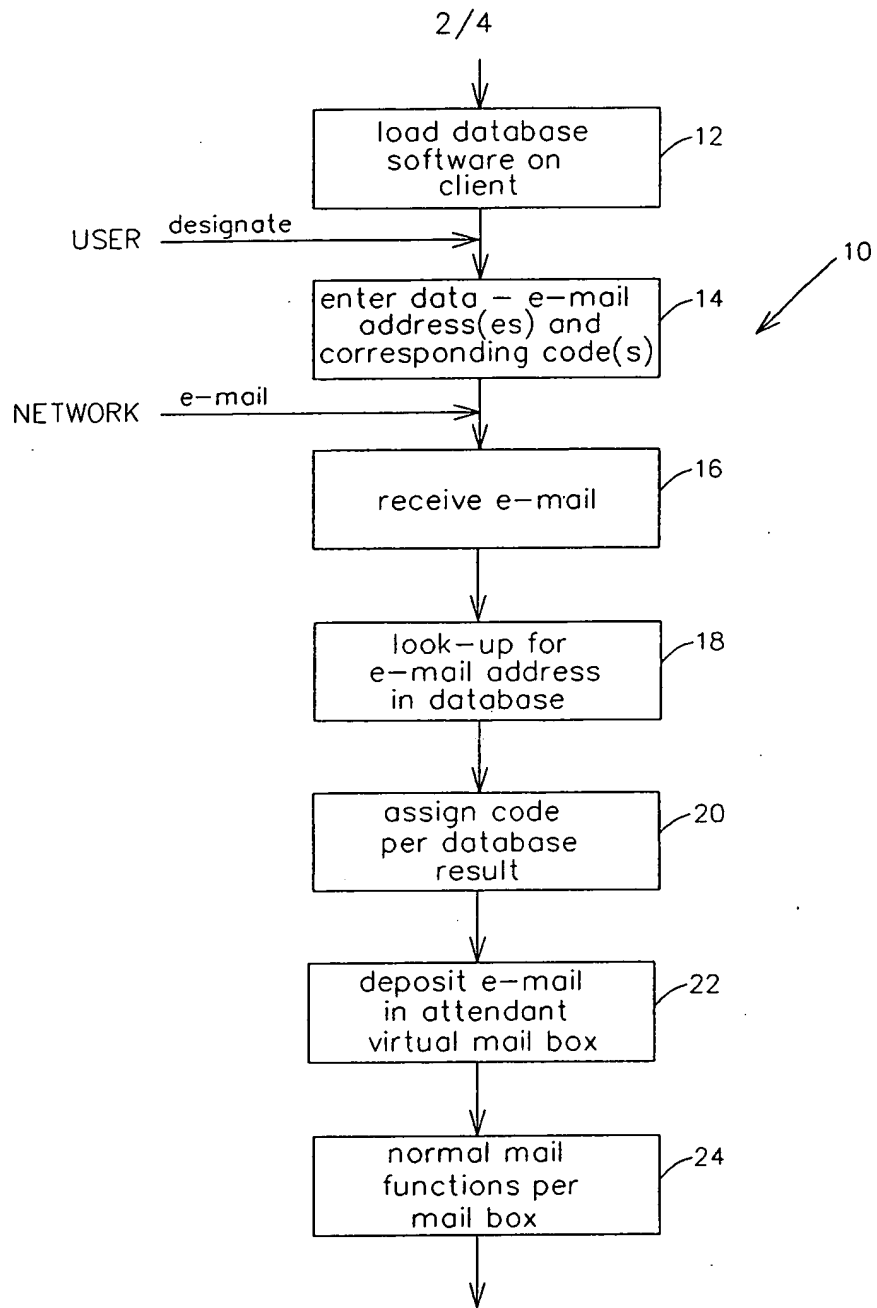 2/4
load database
software on
client
12
USER
designate
10
enter data – e–mail
address(es) and
corresponding code(s)
14
NETWORK
e–mail
receive e–mail
16
look–up for
e–mail address
in database
18
assign code
per database
result
20
deposit e–mail
in attendant
virtual mail box
22
normal mail
functions per
mail box
24